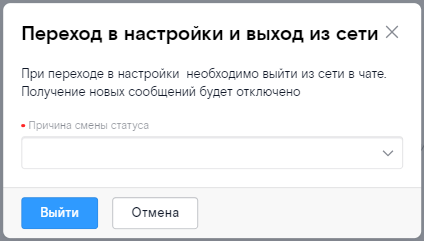 Переход в настройки и выход из сети
При переходе в настройки  необходимо выйти из сети в чате.
Получение новых сообщений будет отключено
Причина смены статуса
Выйти
Отмена